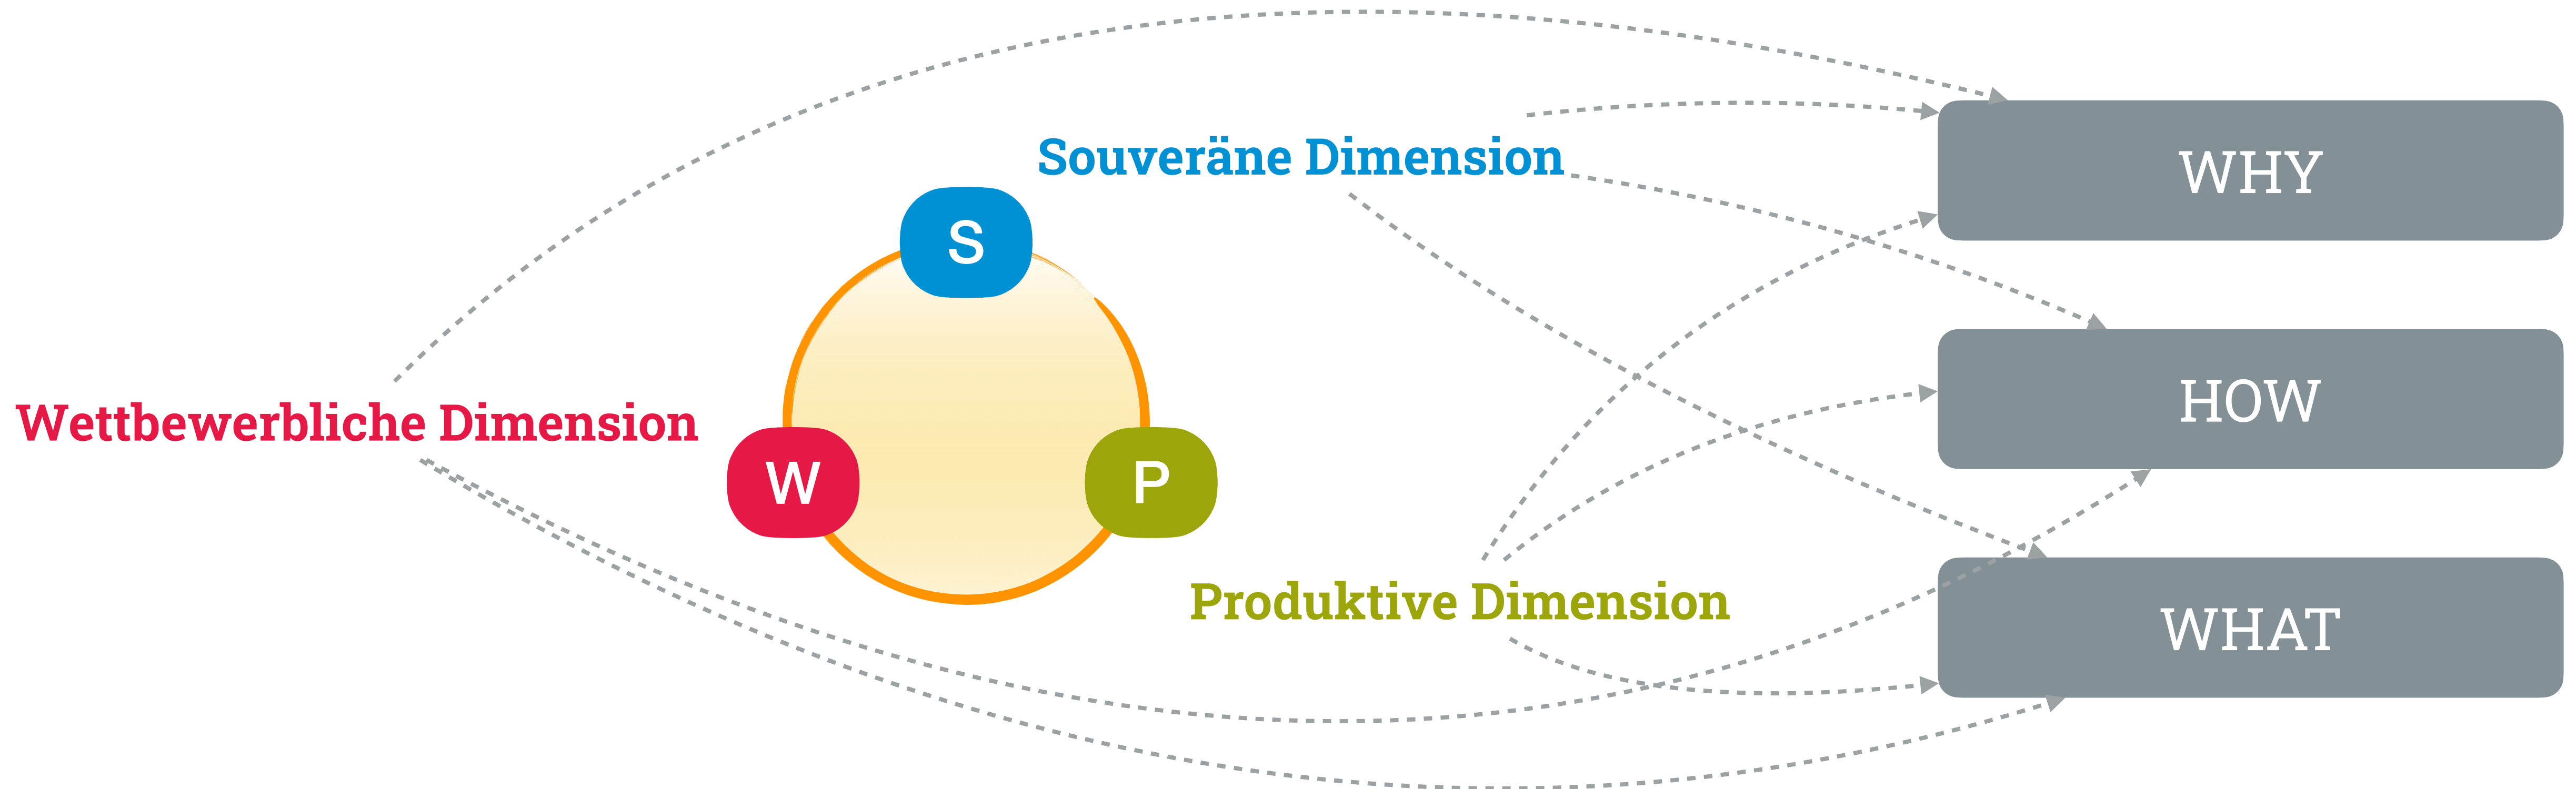 Souveräne Dimension
WHY
S
HOW
Wettbewerbliche Dimension
W
P
Produktive Dimension
WHAT